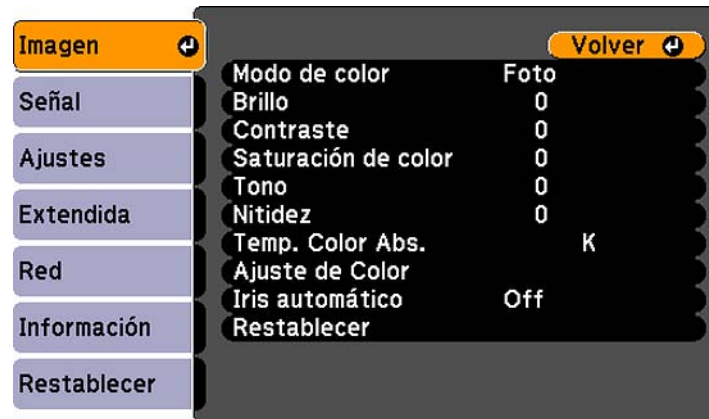 Imagen
Señal
Ajustes
Extendida
Red
Información
Restablecer
Volver
Modo de color Foto
Brillo 0
Contraste 0
Saturación de color 0
Tono 0
Nitidez 0
Temp. Color Abs. K
Ajuste de Color
Iris automático Off
Restablecer